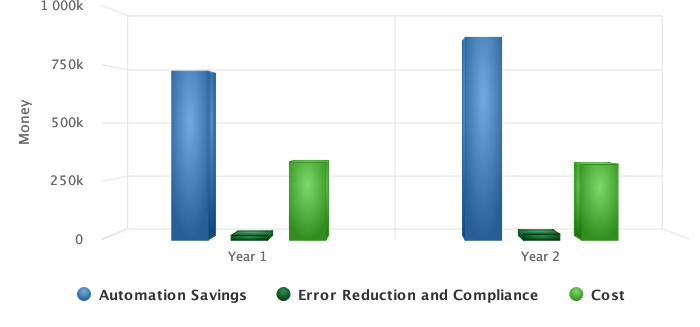 1 000k
750k
500k
250k
0
Money
Year 1
Year 2
Automation Savings
Error Reduction and Compliance
Cost